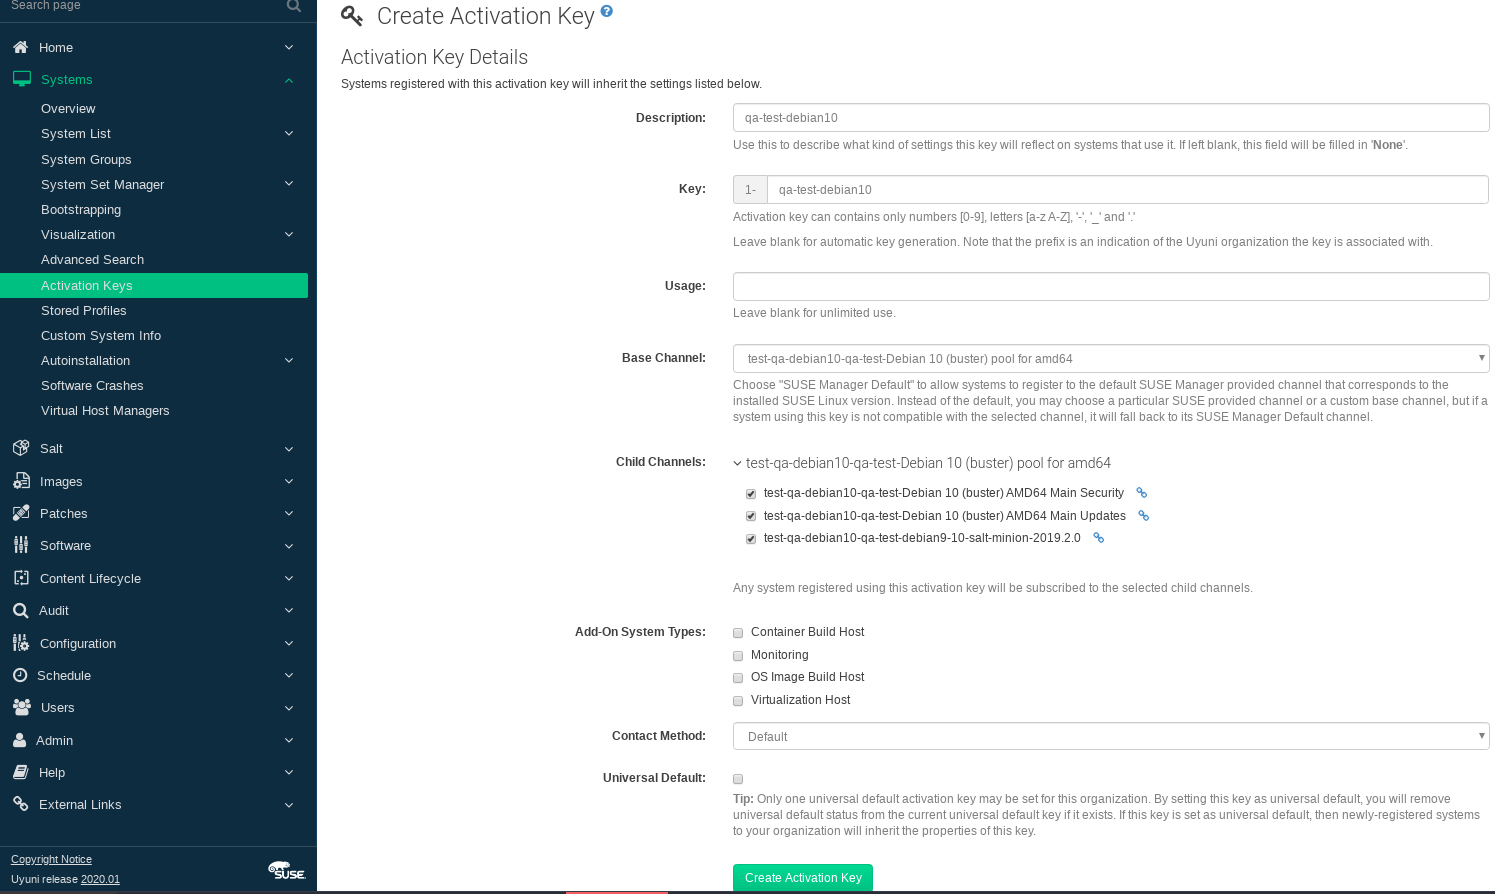 Search page
Home
Systems
Overview
System List
System Groups
System Set Manager
Bootstrapping
Visualization
Advanced Search
Activation Keys
Stored Profiles
Custom System Info
Autoinstallation
Software Crashes
Virtual Host Managers
Salt
Images
Patches
Software
Content Lifecycle
Audit
Configuration
Schedule
Users
Admin
Help
External Links
Copyright Notice
Uyuni release 2020.01
SUSE
Create Activation Key
Activation Key Details
Systems registered with this activation key will inherit the settings listed below.
Description: qa-test-debian10
Use this to describe what kind of settings this key will reflect on systems that use it. If left blank, this field will be filled in 'None'.
Key: 1- qa-test-debian10
Activation key can contains only numbers [0-9], letters [a-z A-Z], '-', '_' and '.'
Leave blank for automatic key generation. Note that the prefix is an indication of the Uyuni organization the key is associated with.
Usage:
Leave blank for unlimited use.
Base Channel: test-qa-debian10-qa-test-Debian 10 (buster) pool for amd64
Choose "SUSE Manager Default" to allow systems to register to the default SUSE Manager provided channel that corresponds to the
installed SUSE Linux version. Instead of the default, you may choose a particular SUSE provided channel or a custom base channel, but if a
system using this key is not compatible with the selected channel, it will fall back to its SUSE Manager Default channel.
Child Channels: test-qa-debian10-qa-test-Debian 10 (buster) pool for amd64
test-qa-debian10-qa-test-Debian 10 (buster) AMD64 Main Security
test-qa-debian10-qa-test-Debian 10 (buster) AMD64 Main Updates
test-qa-debian10-qa-test-debian9-10-salt-minion-2019.2.0
Any system registered using this activation key will be subscribed to the selected child channels.
Add-On System Types: Container Build Host
Monitoring
OS Image Build Host
Virtualization Host
Contact Method: Default
Universal Default:
Tip: Only one universal default activation key may be set for this organization. By setting this key as universal default, you will remove
universal default status from the current universal default key if it exists. If this key is set as universal default, then newly-registered systems
to your organization will inherit the properties of this key.
Create Activation Key